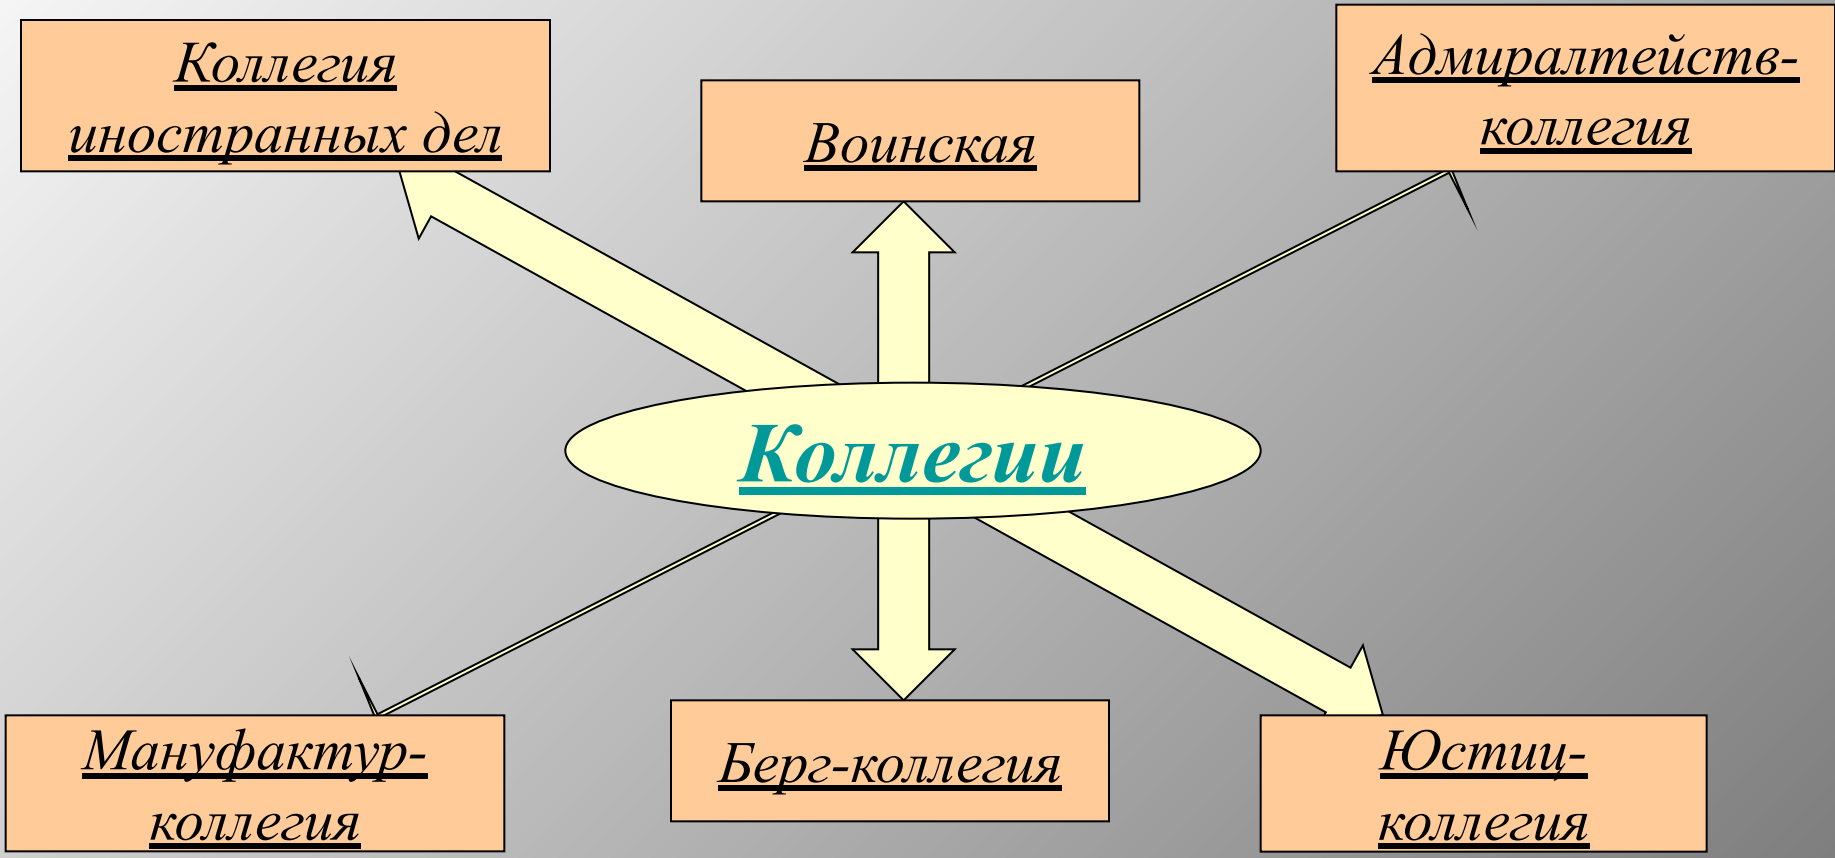 Коллегия
иностранных дел
Воинская
Адмиралтейств-
коллегия
Коллегии
Мануфактур-
коллегия
Берг-коллегия
Юстиц-
коллегия